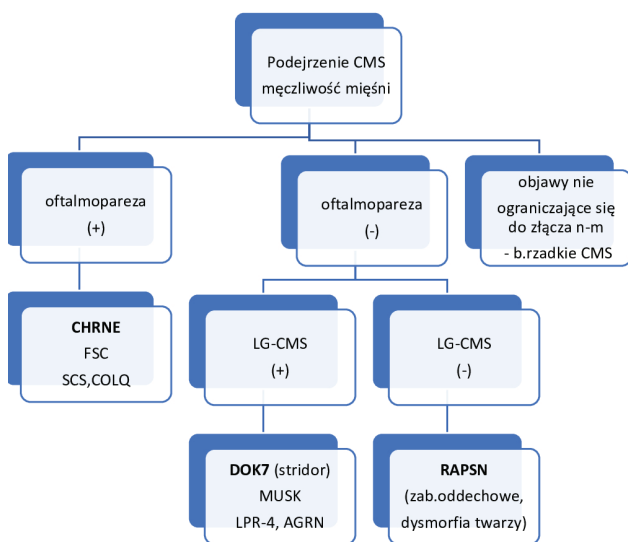 Podejrzenie CMS
męczliwość mięśni
oftalmopareza
(+)
oftalmopareza
(-)
objawy nie
ograniczające się
do złącza n-m
- b.rzadkie CMS
CHRNE
FSC
SCS,COLQ
LG-CMS
(+)
LG-CMS
(-)
DOK7 (stridor)
MUSK
LPR-4, AGRN
RAPSN
(zab.oddechowe,
dysmorfia twarzy)